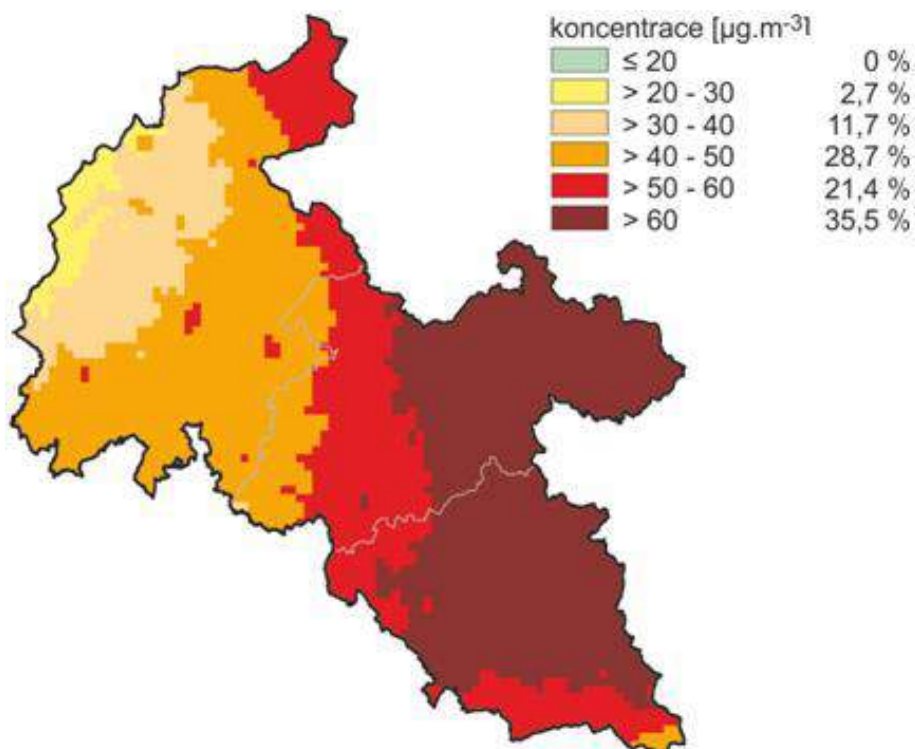 koncentrace [µg.m-3]
≤ 20 0 %
> 20 - 30 2,7 %
> 30 - 40 11,7 %
> 40 - 50 28,7 %
> 50 - 60 21,4 %
> 60 35,5 %